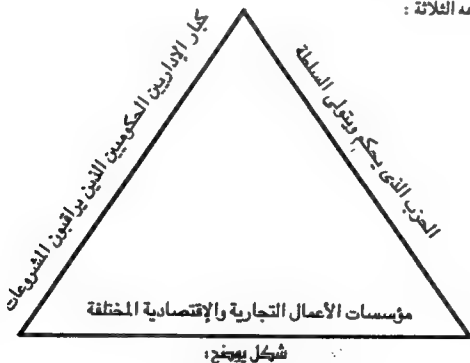 الثلاثة :
كبار الإداريين الحكوميين الذين يراقبون المشروعات
الحزب الذى يحكم ويتولى السلطة
مؤسسات الأعمال التجارية والإقتصادية المختلفة
شكل يوضح: